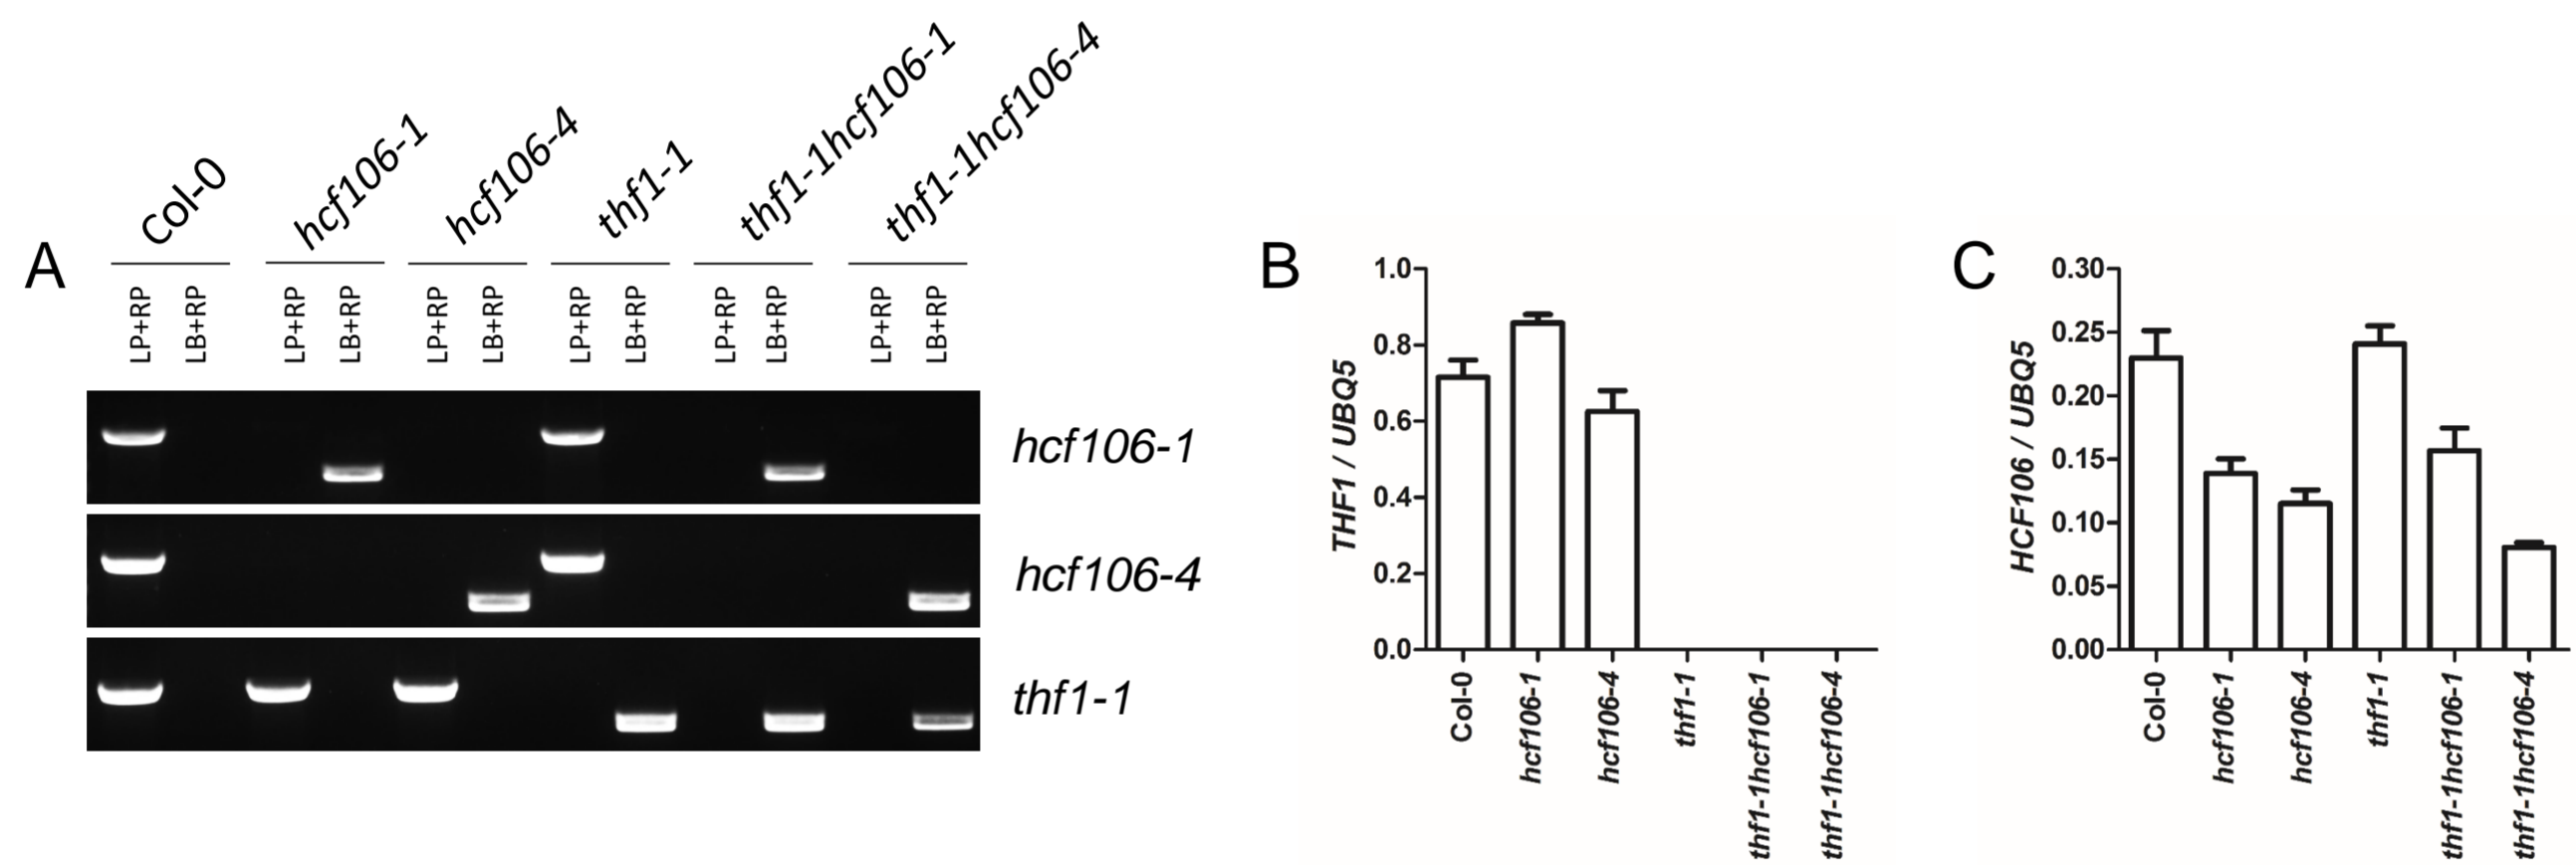 A
Col-0
hcf106-1
hcf106-4
thf1-1
thf1-1hcf106-1
thf1-1hcf106-4
LP+RP
LB+RP
LP+RP
LB+RP
LP+RP
LB+RP
LP+RP
LB+RP
LP+RP
LB+RP
LP+RP
LB+RP
hcf106-1
hcf106-4
thf1-1
B
THF1 / UBQ5
1.0
0.8
0.6
0.4
0.2
0.0
Col-0
hcf106-1
hcf106-4
thf1-1
thf1-1hcf106-1
thf1-1hcf106-4
C
HCF106 / UBQ5
0.30
0.25
0.20
0.15
0.10
0.05
0.00
Col-0
hcf106-1
hcf106-4
thf1-1
thf1-1hcf106-1
thf1-1hcf106-4